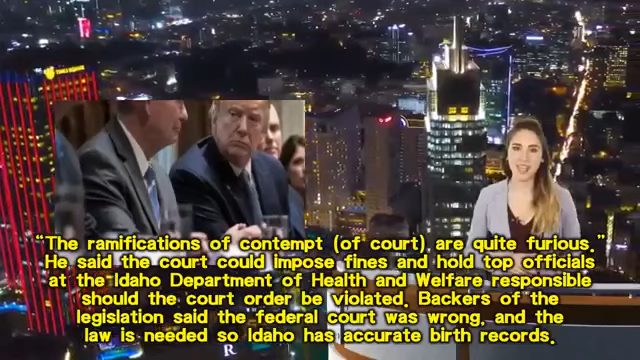 TIMES SQUARE
“The ramifications of contempt (of court) are quite furious.”
He said the court could impose fines and hold top officials
at the Idaho Department of Health and Welfare responsible
should the court order be violated. Backers of the
legislation said the federal court was wrong, and the
law is needed so Idaho has accurate birth records.
R